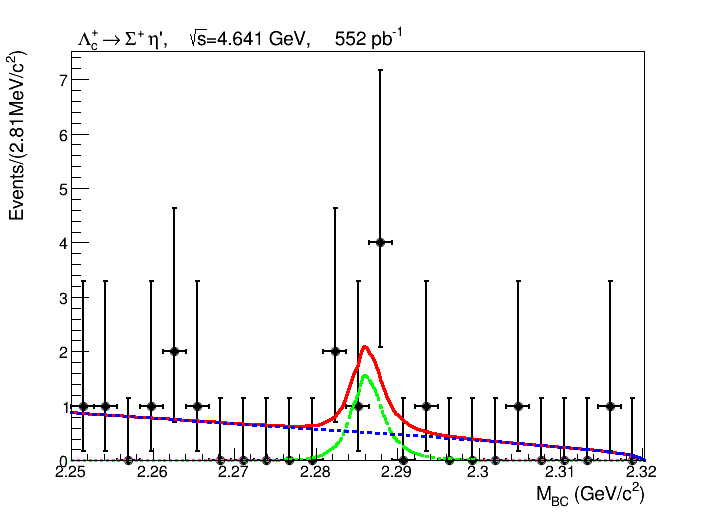 Λc+ → Σ+ η', √s=4.641 GeV, 552 pb-1
Events/(2.81MeV/c2)
7
6
5
4
3
2
1
0
2.25 2.26 2.27 2.28 2.29 2.3 2.31 2.32
MBC (GeV/c2)